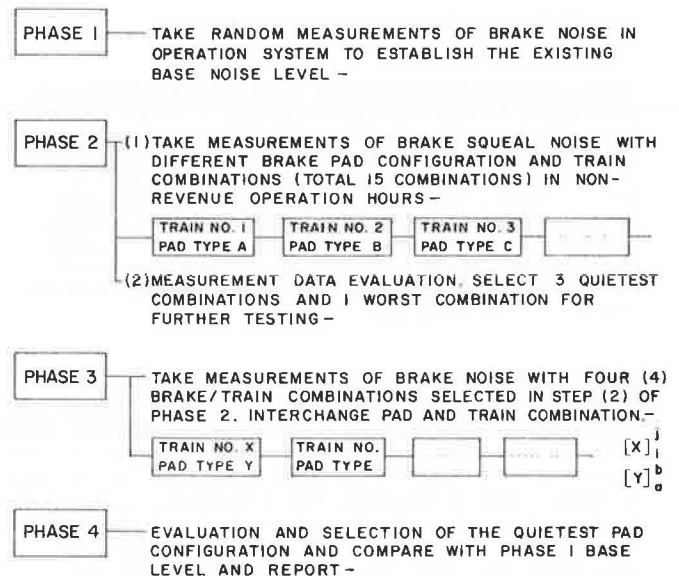 PHASE 1
TAKE RANDOM MEASUREMENTS OF BRAKE NOISE IN
OPERATION SYSTEM TO ESTABLISH THE EXISTING
BASE NOISE LEVEL –
PHASE 2
(1) TAKE MEASUREMENTS OF BRAKE SQUEAL NOISE WITH
DIFFERENT BRAKE PAD CONFIGURATION AND TRAIN
COMBINATIONS (TOTAL 15 COMBINATIONS) IN NON-
REVENUE OPERATION HOURS –
TRAIN NO. 1
PAD TYPE A
TRAIN NO. 2
PAD TYPE B
TRAIN NO. 3
PAD TYPE C
(2) MEASUREMENT DATA EVALUATION. SELECT 3 QUIETEST
COMBINATIONS AND 1 WORST COMBINATION FOR
FURTHER TESTING –
PHASE 3
TAKE MEASUREMENTS OF BRAKE NOISE WITH FOUR (4)
BRAKE/TRAIN COMBINATIONS SELECTED IN STEP (2) OF
PHASE 2. INTERCHANGE PAD AND TRAIN COMBINATION. –
TRAIN NO. X
PAD TYPE Y
TRAIN NO.
PAD TYPE
[X] j i
[Y] b a
PHASE 4
EVALUATION AND SELECTION OF THE QUIETEST PAD
CONFIGURATION AND COMPARE WITH PHASE 1 BASE
LEVEL AND REPORT –